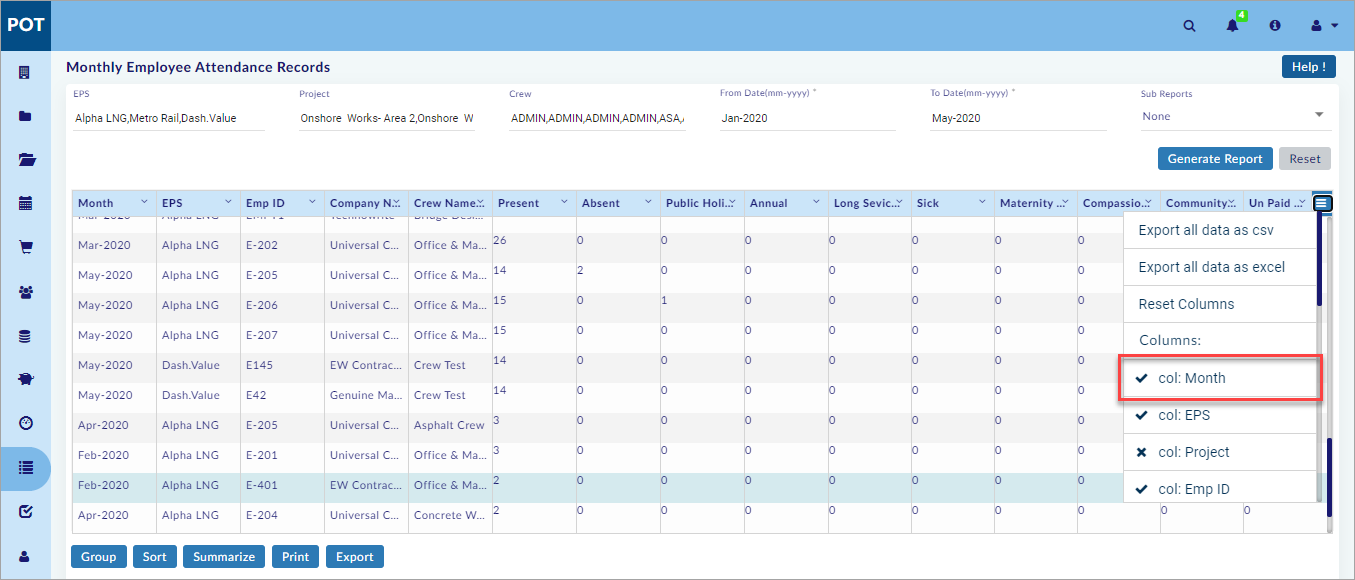 POT
4
Monthly Employee Attendance Records
Help !
EPS Project Crew From Date(mm-yyyy) * To Date(mm-yyyy) * Sub Reports
Alpha LNG,Metro Rail,Dash.Value Onshore Works- Area 2,Onshore W ADMIN,ADMIN,ADMIN,ADMIN,ASA, Jan-2020 May-2020 None
Generate Report Reset
Month EPS Emp ID Company N... Crew Name... Present Absent Public Holi... Annual Long Sevic... Sick Maternity ... Compassio... Community... Un Paid ...
Mar-2020 Alpha LNG E-202 Universal C... Office & Ma... 26 0 0 0 0 0 0 0
May-2020 Alpha LNG E-205 Universal C... Office & Ma... 14 2 0 0 0 0 0 0
May-2020 Alpha LNG E-206 Universal C... Office & Ma... 15 0 1 0 0 0 0 0
May-2020 Alpha LNG E-207 Universal C... Office & Ma... 15 0 0 0 0 0 0 0
May-2020 Dash.Value E145 EW Contrac... Crew Test 14 0 0 0 0 0 0 0
May-2020 Dash.Value E42 Genuine Ma... Crew Test 14 0 0 0 0 0 0 0
Apr-2020 Alpha LNG E-205 Universal C... Asphalt Crew 3 0 0 0 0 0 0 0
Feb-2020 Alpha LNG E-201 Universal C... Office & Ma... 3 0 0 0 0 0 0 0
Feb-2020 Alpha LNG E-401 EW Contrac... Office & Ma... 2 0 0 0 0 0 0 0
Apr-2020 Alpha LNG E-204 Universal C... Concrete W... 2 0 0 0 0 0 0 0 0 0
Export all data as csv
Export all data as excel
Reset Columns
Columns:
col: Month
col: EPS
col: Project
col: Emp ID
Group Sort Summarize Print Export